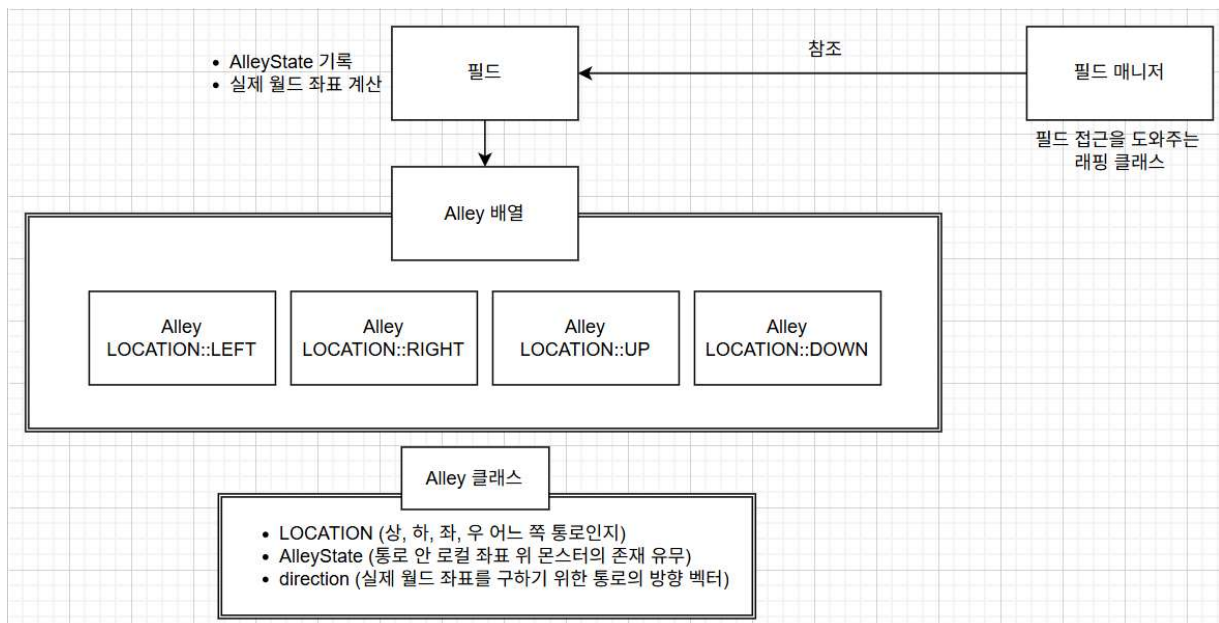 • AlleyState 기록
• 실제 월드 좌표 계산
필드
참조
필드 매니저
필드 접근을 도와주는
래핑 클래스
Alley 배열
Alley
LOCATION::LEFT
Alley
LOCATION::RIGHT
Alley
LOCATION::UP
Alley
LOCATION::DOWN
Alley 클래스
• LOCATION (상, 하, 좌, 우 어느 쪽 통로인지)
• AlleyState (통로 안 로컬 좌표 위 몬스터의 존재 유무)
• direction (실제 월드 좌표를 구하기 위한 통로의 방향 벡터)